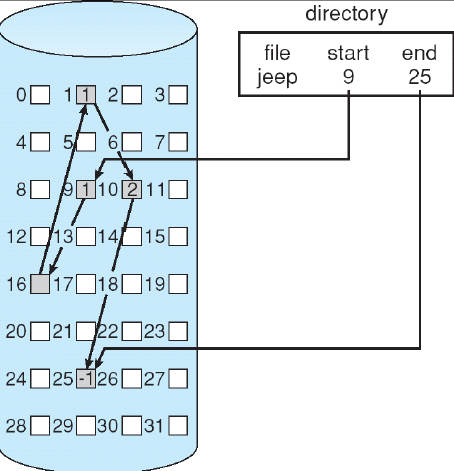 directory
file start end
jeep 9 25
0 1 1 2 3
4 5 6 7
8 9 1 10 2 11
12 13 14 15
16 17 18 19
20 21 22 23
24 25 -1 26 27
28 29 30 31